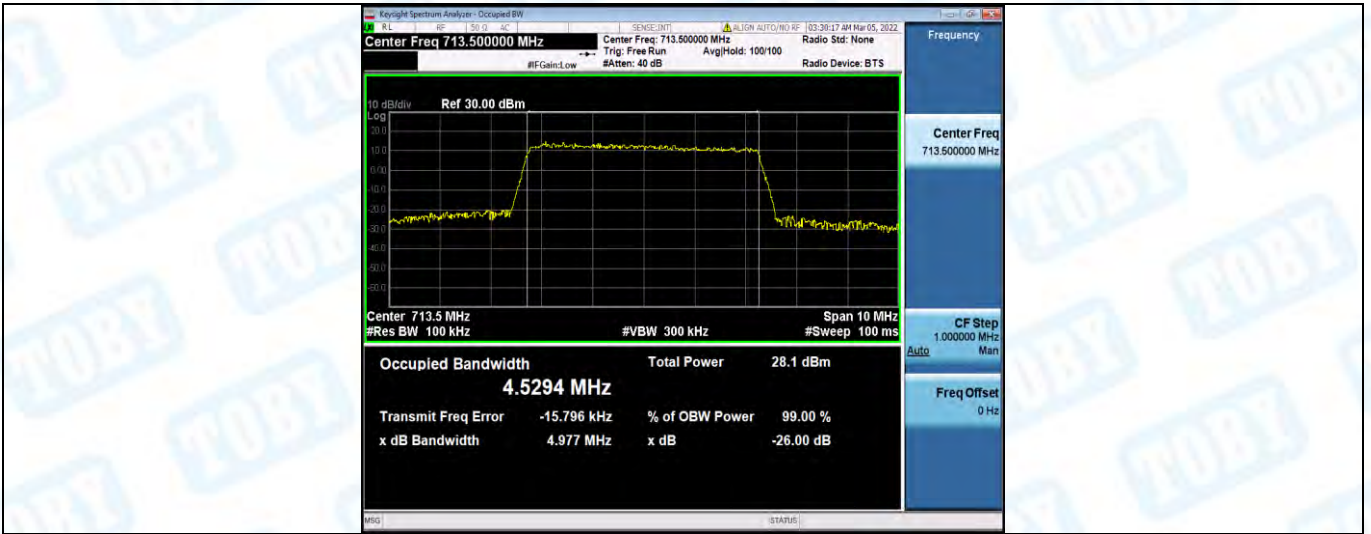 Keysight Spectrum Analyzer - Occupied BW
RL RF 50 Ω AC SENSE:INT ALIGN AUTO/NO RF 03:30:17 AM Mar 05, 2022
Center Freq 713.500000 MHz
Center Freq: 713.500000 MHz Radio Std: None
Trig: Free Run Avg|Hold: 100/100
#IFGain:Low #Atten: 40 dB Radio Device: BTS
Frequency
10 dB/div Ref 30.00 dBm
Log
20.0
10.0
0.00
-10.0
-20.0
-30.0
-40.0
-50.0
-60.0
Center 713.5 MHz Span 10 MHz
#Res BW 100 kHz #VBW 300 kHz #Sweep 100 ms
Occupied Bandwidth Total Power 28.1 dBm
4.5294 MHz
Transmit Freq Error -15.796 kHz % of OBW Power 99.00 %
x dB Bandwidth 4.977 MHz x dB -26.00 dB
Center Freq
713.500000 MHz
CF Step
1.000000 MHz
Auto Man
Freq Offset
0 Hz
MSG STATUS
TOBY
TOBY
TOBY
TOBY
TOBY
TOBY
TOBY
TOBY